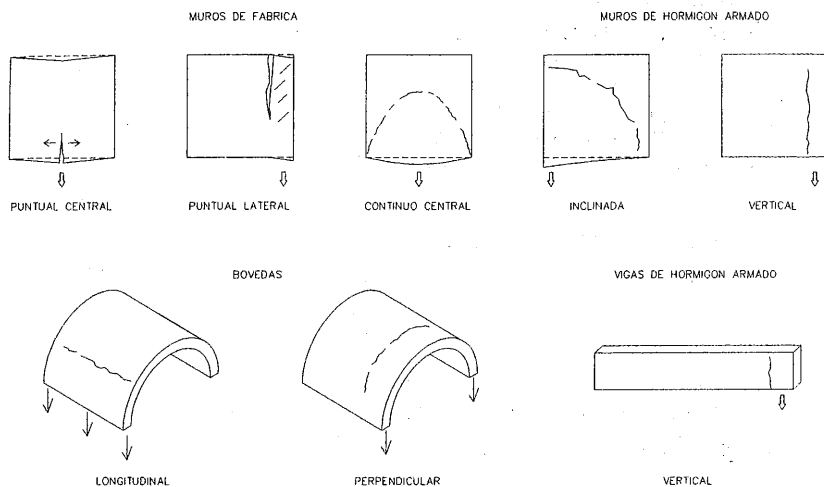 MUROS DE FABRICA
MUROS DE HORMIGON ARMADO
PUNTUAL CENTRAL
PUNTUAL LATERAL
CONTINUO CENTRAL
INCLINADA
VERTICAL
BOVEDAS
VIGAS DE HORMIGON ARMADO
LONGITUDINAL
PERPENDICULAR
VERTICAL